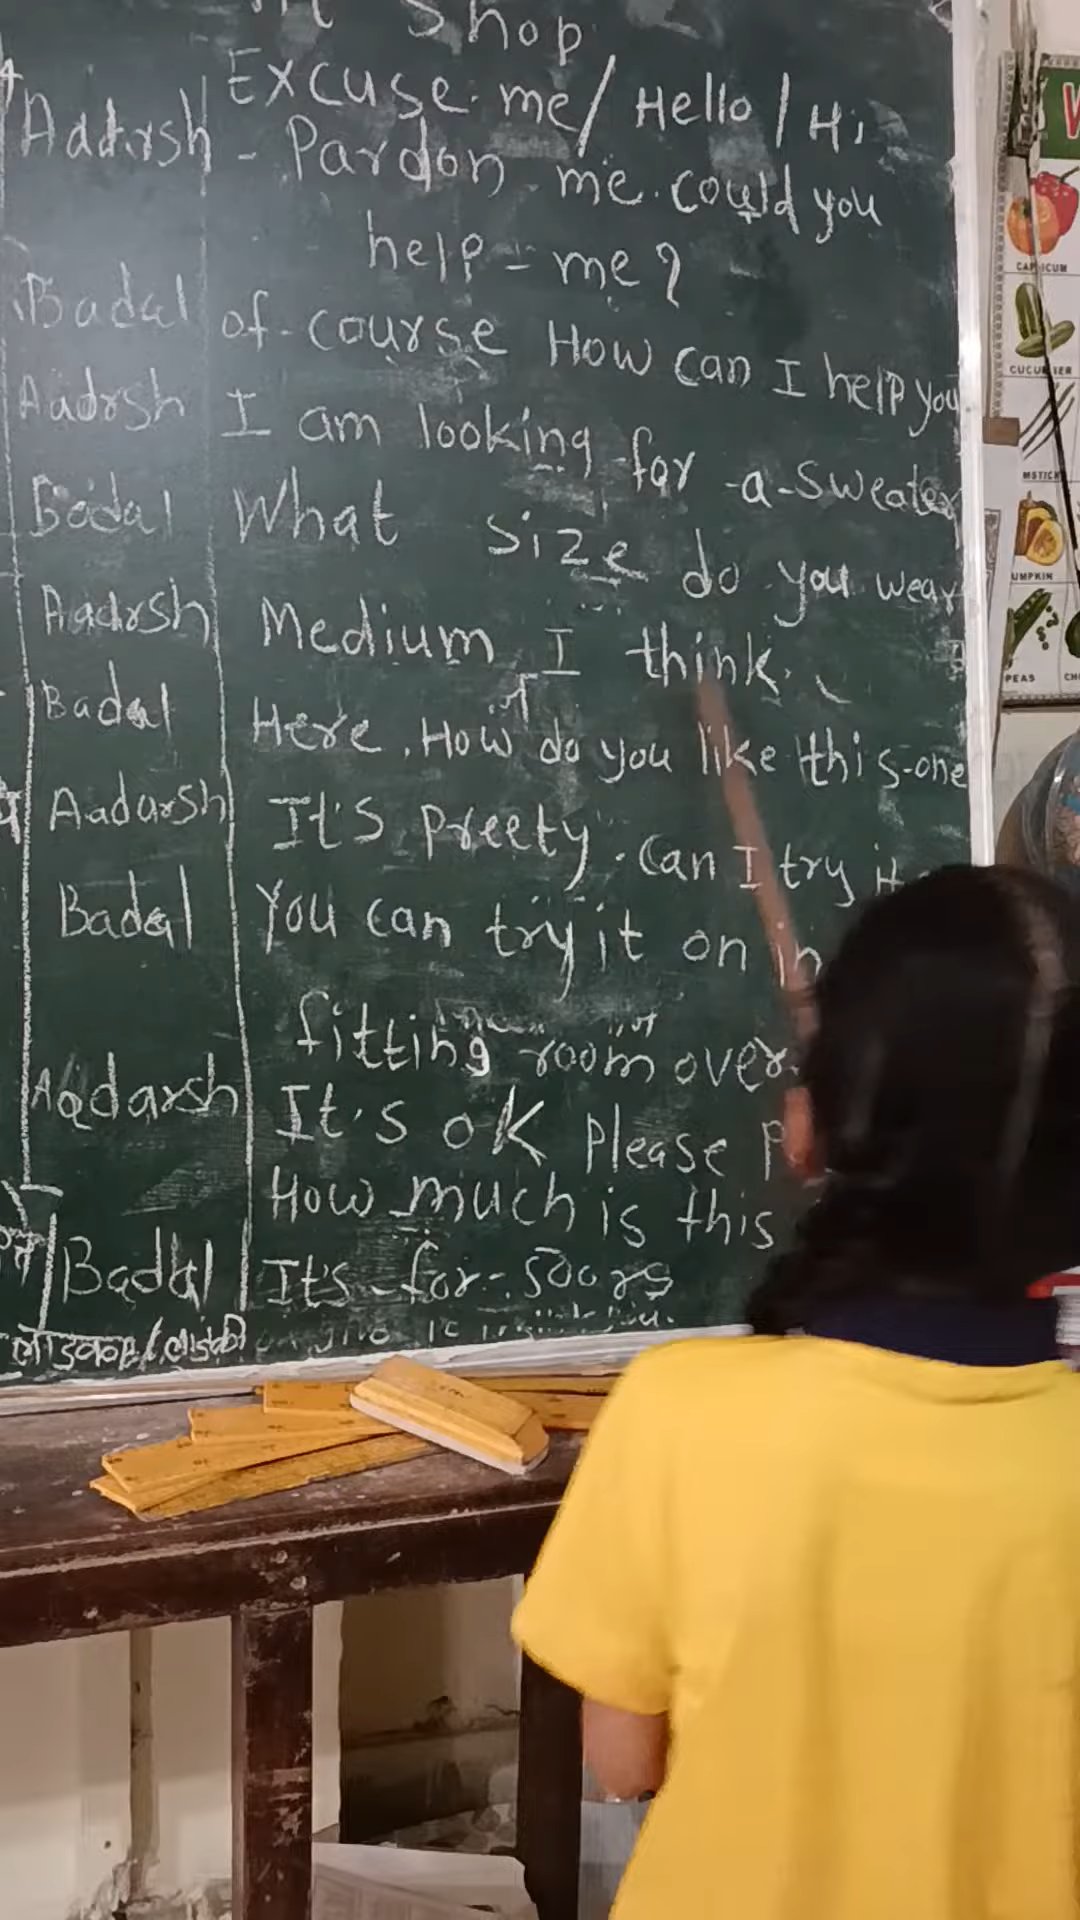 Shop
Excuse me / Hello / Hi
Aadrsh - Pardon me. could you
help - me ?
Badal of-course How can I help you
Aadrsh I am looking for -a-sweater
Badal What size do you wear
Aadrsh Medium I think.
Badal Here. How do you like this-one
Aadarsh It's preety. can I try it
Badal You can try it on in
fitting room over
Aadarsh It's ok Please
How much is this
Badal It's -for- 500 rs
CAPSICUM
CUCUMBER
PUMPKIN
PEAS